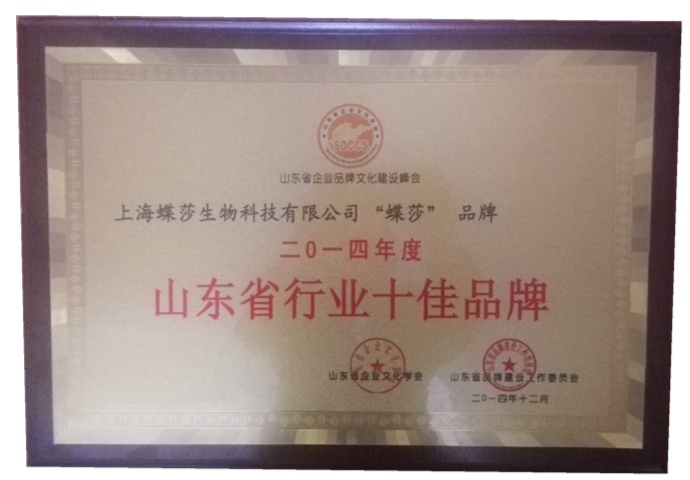 SDCCS
山东省企业品牌文化建设峰会
上海蝶莎生物科技有限公司“蝶莎” 品牌
二0一四年度
山东省行业十佳品牌
山东省企业文化学会
山东省品牌建设工作委员会
二0一四年十二月